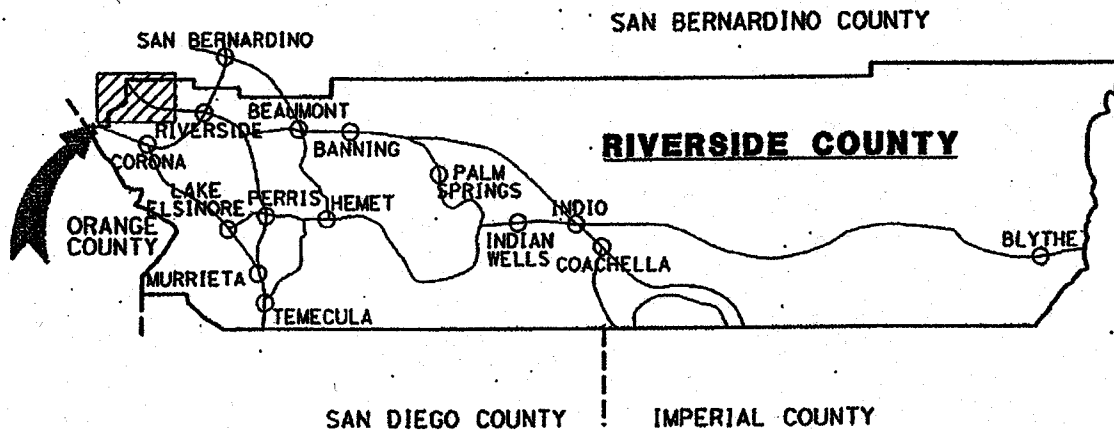 SAN BERNARDINO COUNTY
SAN BERNARDINO
BEAUMONT
RIVERSIDE
BANNING
RIVERSIDE COUNTY
CORONA
PALM
SPRINGS
LAKE
ELSINORE
PERRIS
HEMET
ORANGE
COUNTY
INDIO
INDIAN
WELLS
BLYTHE
COACHELLA
MURRIETA
TEMECULA
SAN DIEGO COUNTY
IMPERIAL COUNTY